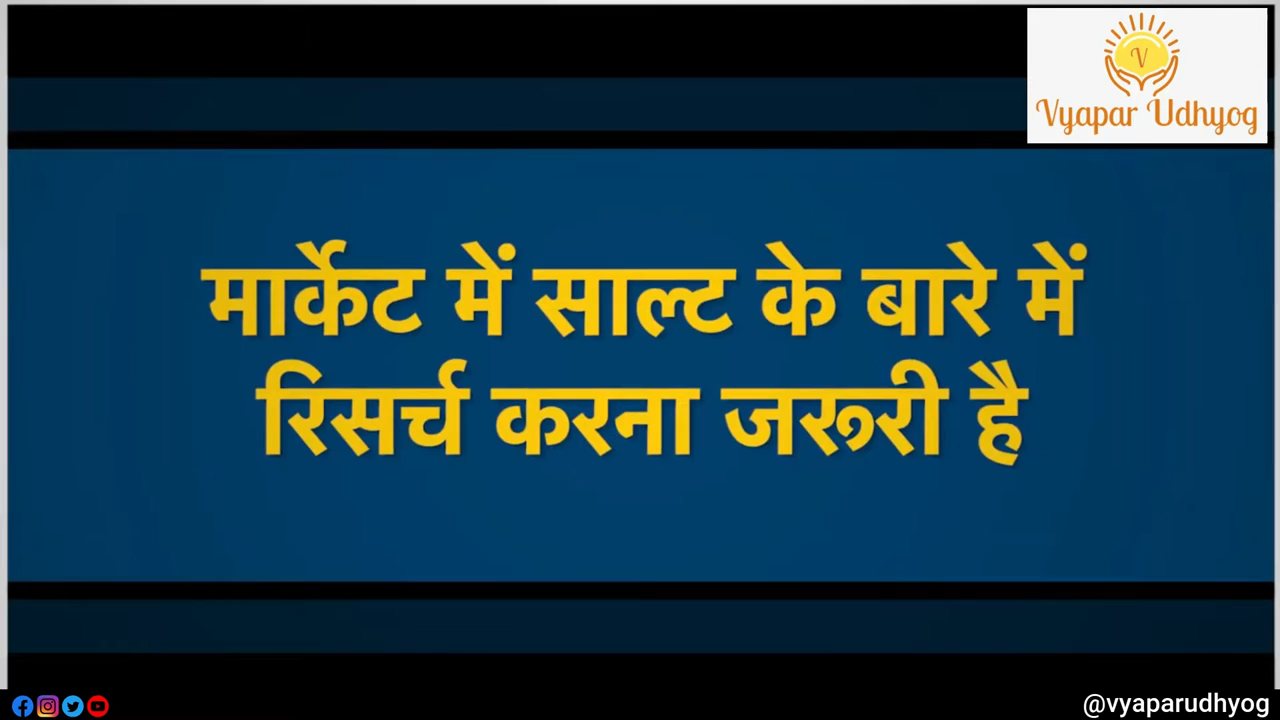 V
Vyapar Udhyog
मार्केट में साल्ट के बारे में
रिसर्च करना जरूरी है
@vyaparudhyog